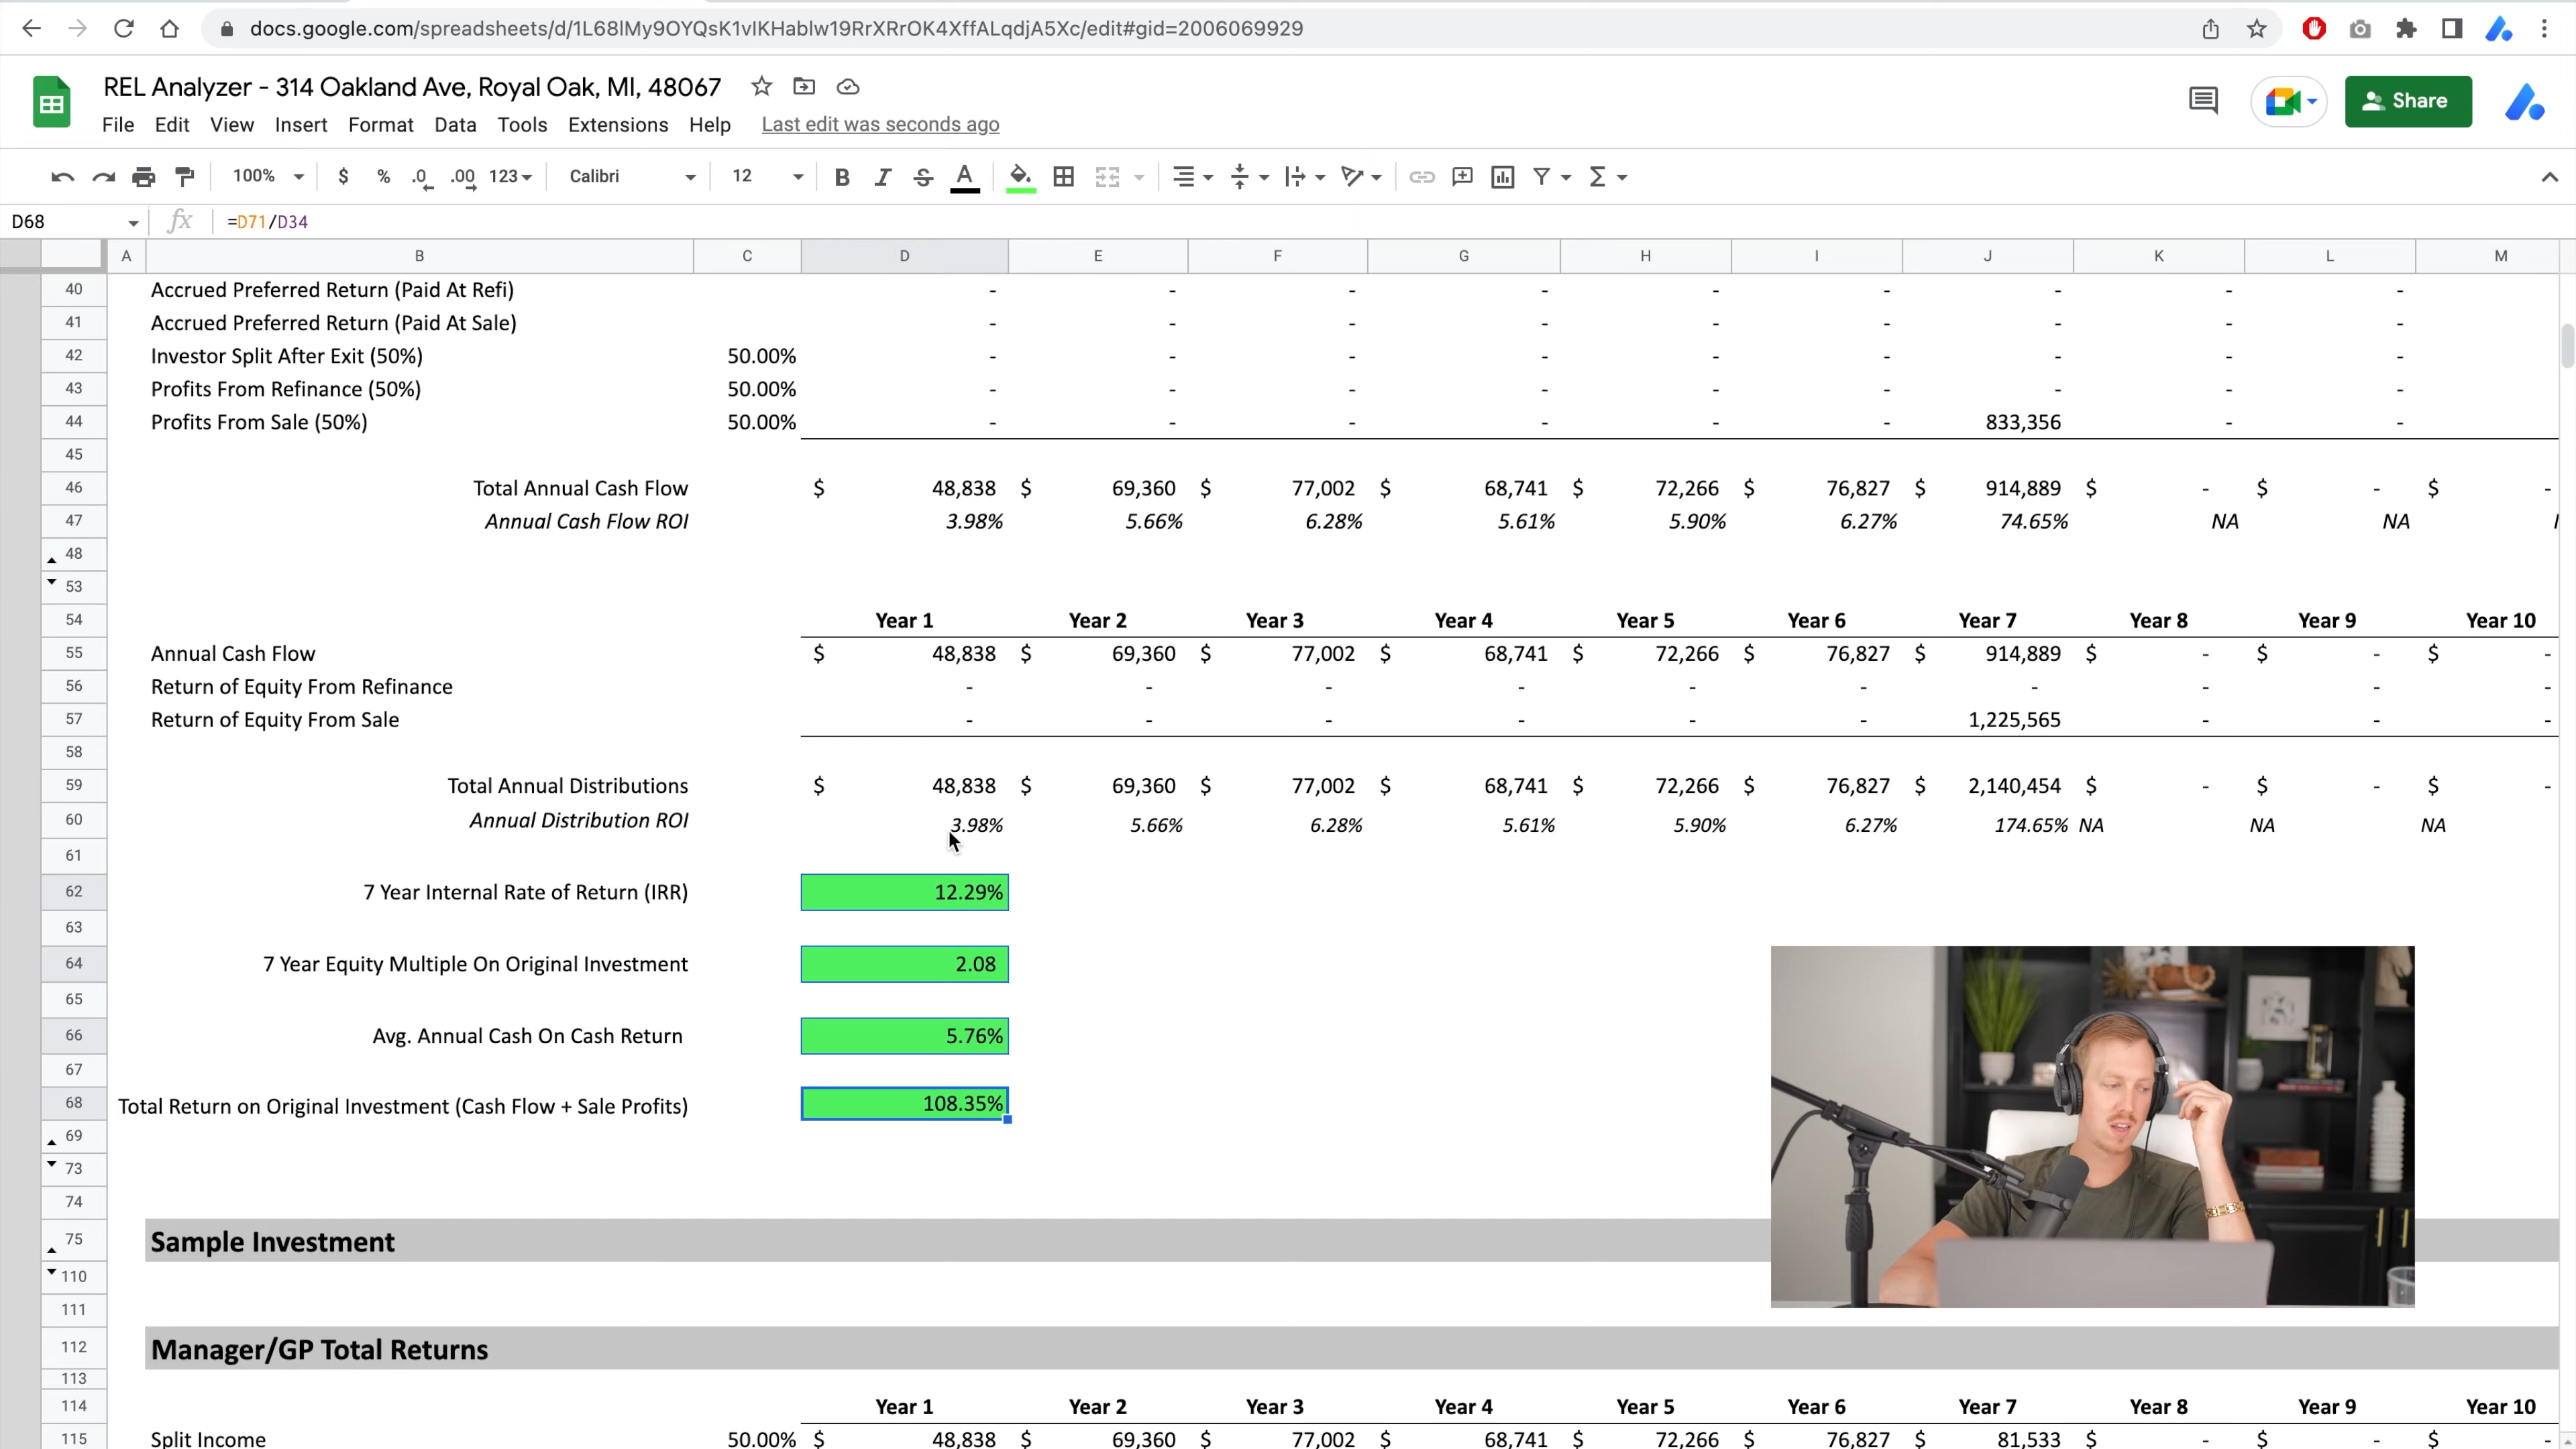 docs.google.com/spreadsheets/d/1L68lMy9OYQsK1vIKHablw19RrXRrOK4XffALqdjA5Xc/edit#gid=2006069929
REL Analyzer - 314 Oakland Ave, Royal Oak, MI, 48067
File Edit View Insert Format Data Tools Extensions Help Last edit was seconds ago
Share
100% $ % .0 .00 123 Calibri 12 B I S A
D68 fx =D71/D34
A B C D E F G H I J K L M
40 Accrued Preferred Return (Paid At Refi) - - - - - - - - -
41 Accrued Preferred Return (Paid At Sale) - - - - - - - - -
42 Investor Split After Exit (50%) 50.00% - - - - - - - - -
43 Profits From Refinance (50%) 50.00% - - - - - - - - -
44 Profits From Sale (50%) 50.00% - - - - - - 833,356 - -
45
46 Total Annual Cash Flow $ 48,838 $ 69,360 $ 77,002 $ 68,741 $ 72,266 $ 76,827 $ 914,889 $ - $ - $ -
47 Annual Cash Flow ROI 3.98% 5.66% 6.28% 5.61% 5.90% 6.27% 74.65% NA NA
48
53
54 Year 1 Year 2 Year 3 Year 4 Year 5 Year 6 Year 7 Year 8 Year 9 Year 10
55 Annual Cash Flow $ 48,838 $ 69,360 $ 77,002 $ 68,741 $ 72,266 $ 76,827 $ 914,889 $ - $ - $ -
56 Return of Equity From Refinance - - - - - - - - - -
57 Return of Equity From Sale - - - - - - 1,225,565 - - -
58
59 Total Annual Distributions $ 48,838 $ 69,360 $ 77,002 $ 68,741 $ 72,266 $ 76,827 $ 2,140,454 $ - $ - $ -
60 Annual Distribution ROI 3.98% 5.66% 6.28% 5.61% 5.90% 6.27% 174.65% NA NA NA
61
62 7 Year Internal Rate of Return (IRR) 12.29%
63
64 7 Year Equity Multiple On Original Investment 2.08
65
66 Avg. Annual Cash On Cash Return 5.76%
67
68 Total Return on Original Investment (Cash Flow + Sale Profits) 108.35%
69
73
74
75 Sample Investment
110
111
112 Manager/GP Total Returns
113
114 Year 1 Year 2 Year 3 Year 4 Year 5 Year 6 Year 7 Year 8 Year 9 Year 10
115 Split Income 50.00% $ 48,838 $ 69,360 $ 77,002 $ 68,741 $ 72,266 $ 76,827 $ 81,533 $ - $ - $ -